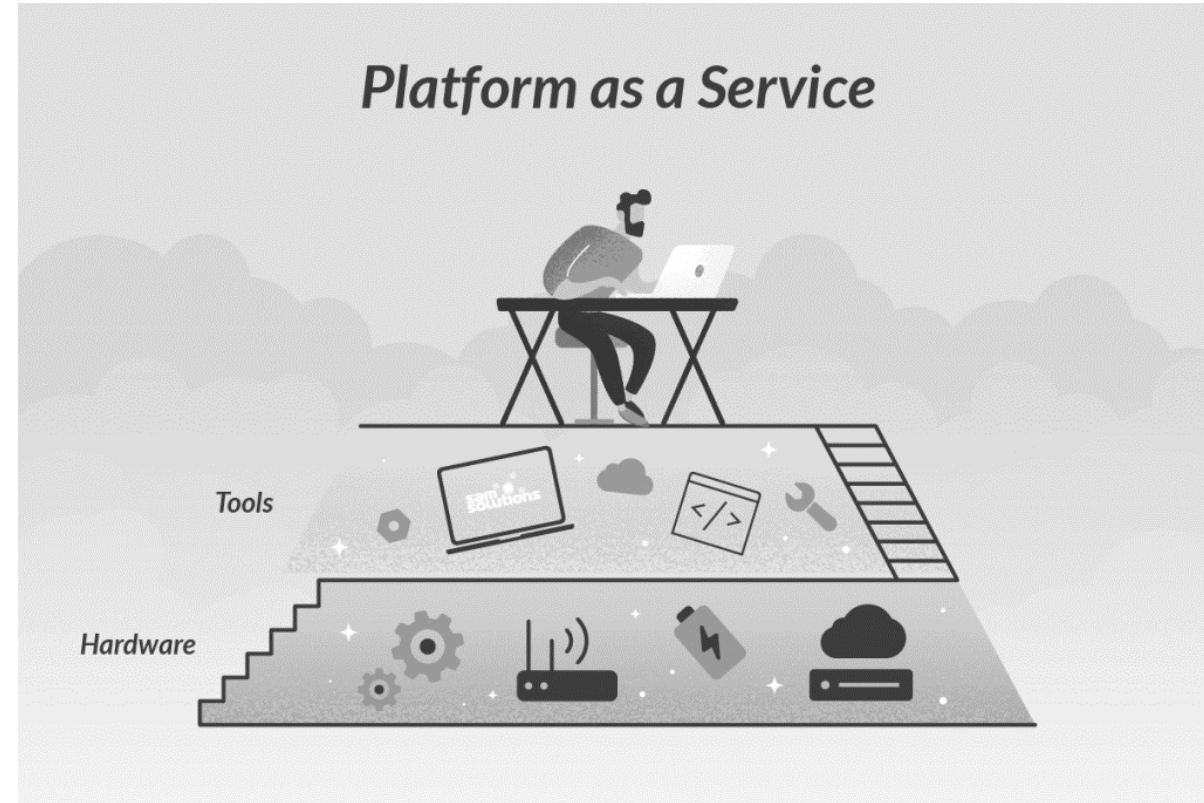 Platform as a Service
Tools
sam
solutions
</>
Hardware